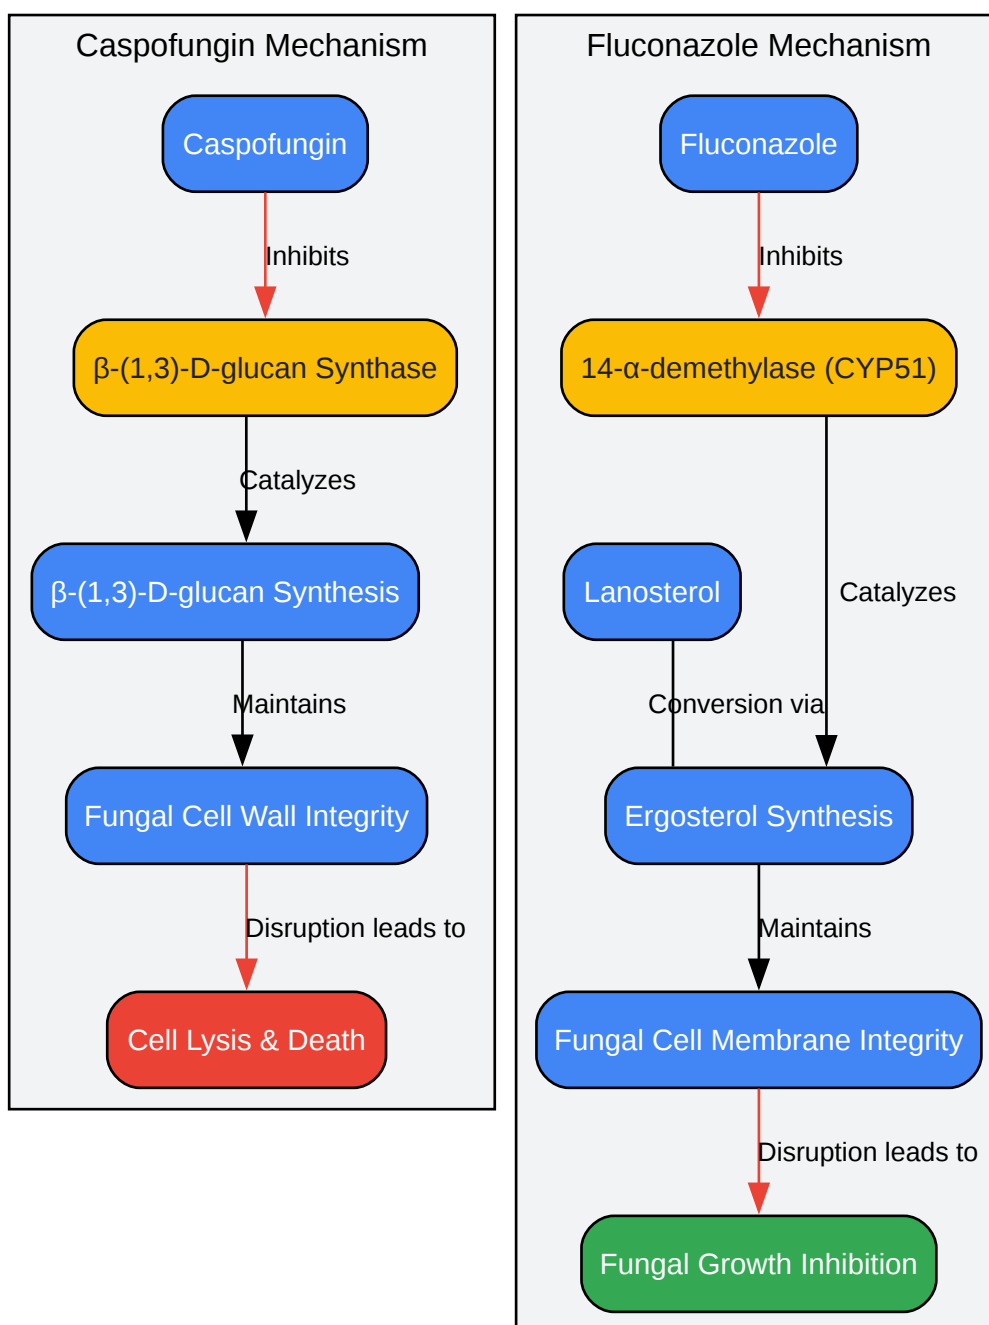 Caspofungin Mechanism
Caspofungin
Inhibits
β-(1,3)-D-glucan Synthase
Catalyzes
β-(1,3)-D-glucan Synthesis
Maintains
Fungal Cell Wall Integrity
Disruption leads to
Cell Lysis & Death
Fluconazole Mechanism
Fluconazole
Inhibits
14-α-demethylase (CYP51)
Lanosterol
Catalyzes
Conversion via
Ergosterol Synthesis
Maintains
Fungal Cell Membrane Integrity
Disruption leads to
Fungal Growth Inhibition